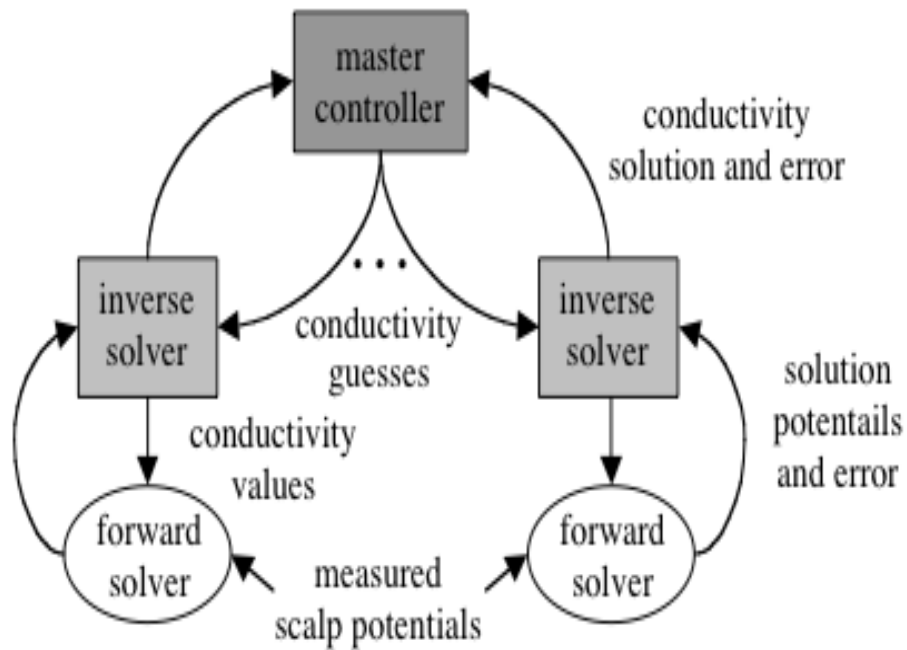 master
controller
conductivity
solution and error
inverse
solver
inverse
solver
conductivity
guesses
solution
potentails
and error
conductivity
values
forward
solver
forward
solver
measured
scalp potentials